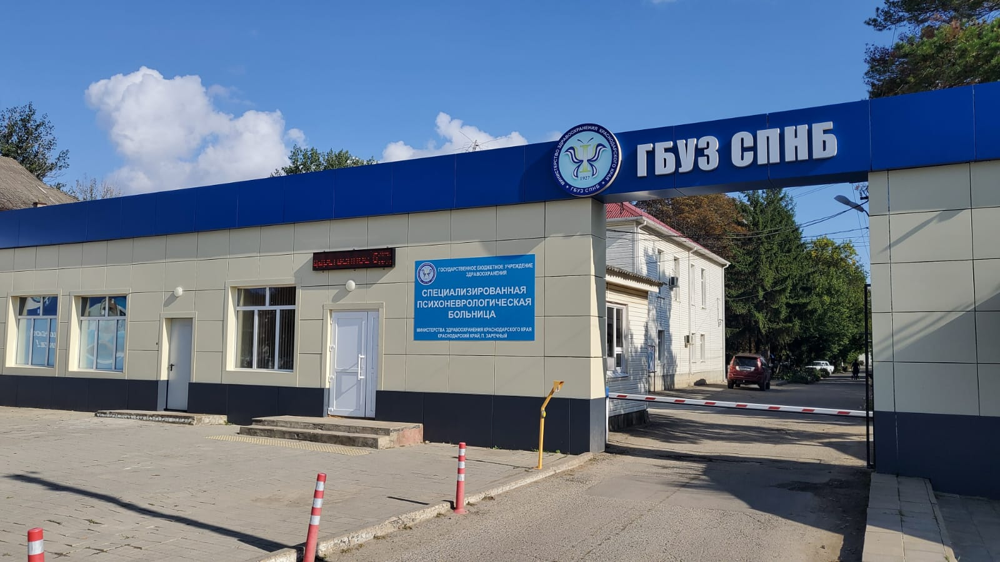 МИНИСТЕРСТВО ЗДРАВООХРАНЕНИЯ КРАСНОДАРСКОГО КРАЯ
1927
ГБУЗ СПНБ
ГБУЗ СПНБ
ГОСУДАРСТВЕННОЕ БЮДЖЕТНОЕ УЧРЕЖДЕНИЕ
ЗДРАВООХРАНЕНИЯ
СПЕЦИАЛИЗИРОВАННАЯ
ПСИХОНЕВРОЛОГИЧЕСКАЯ
БОЛЬНИЦА
МИНИСТЕРСТВА ЗДРАВООХРАНЕНИЯ КРАСНОДАРСКОГО КРАЯ
КРАСНОДАРСКИЙ КРАЙ, П. ЗАРЕЧНЫЙ